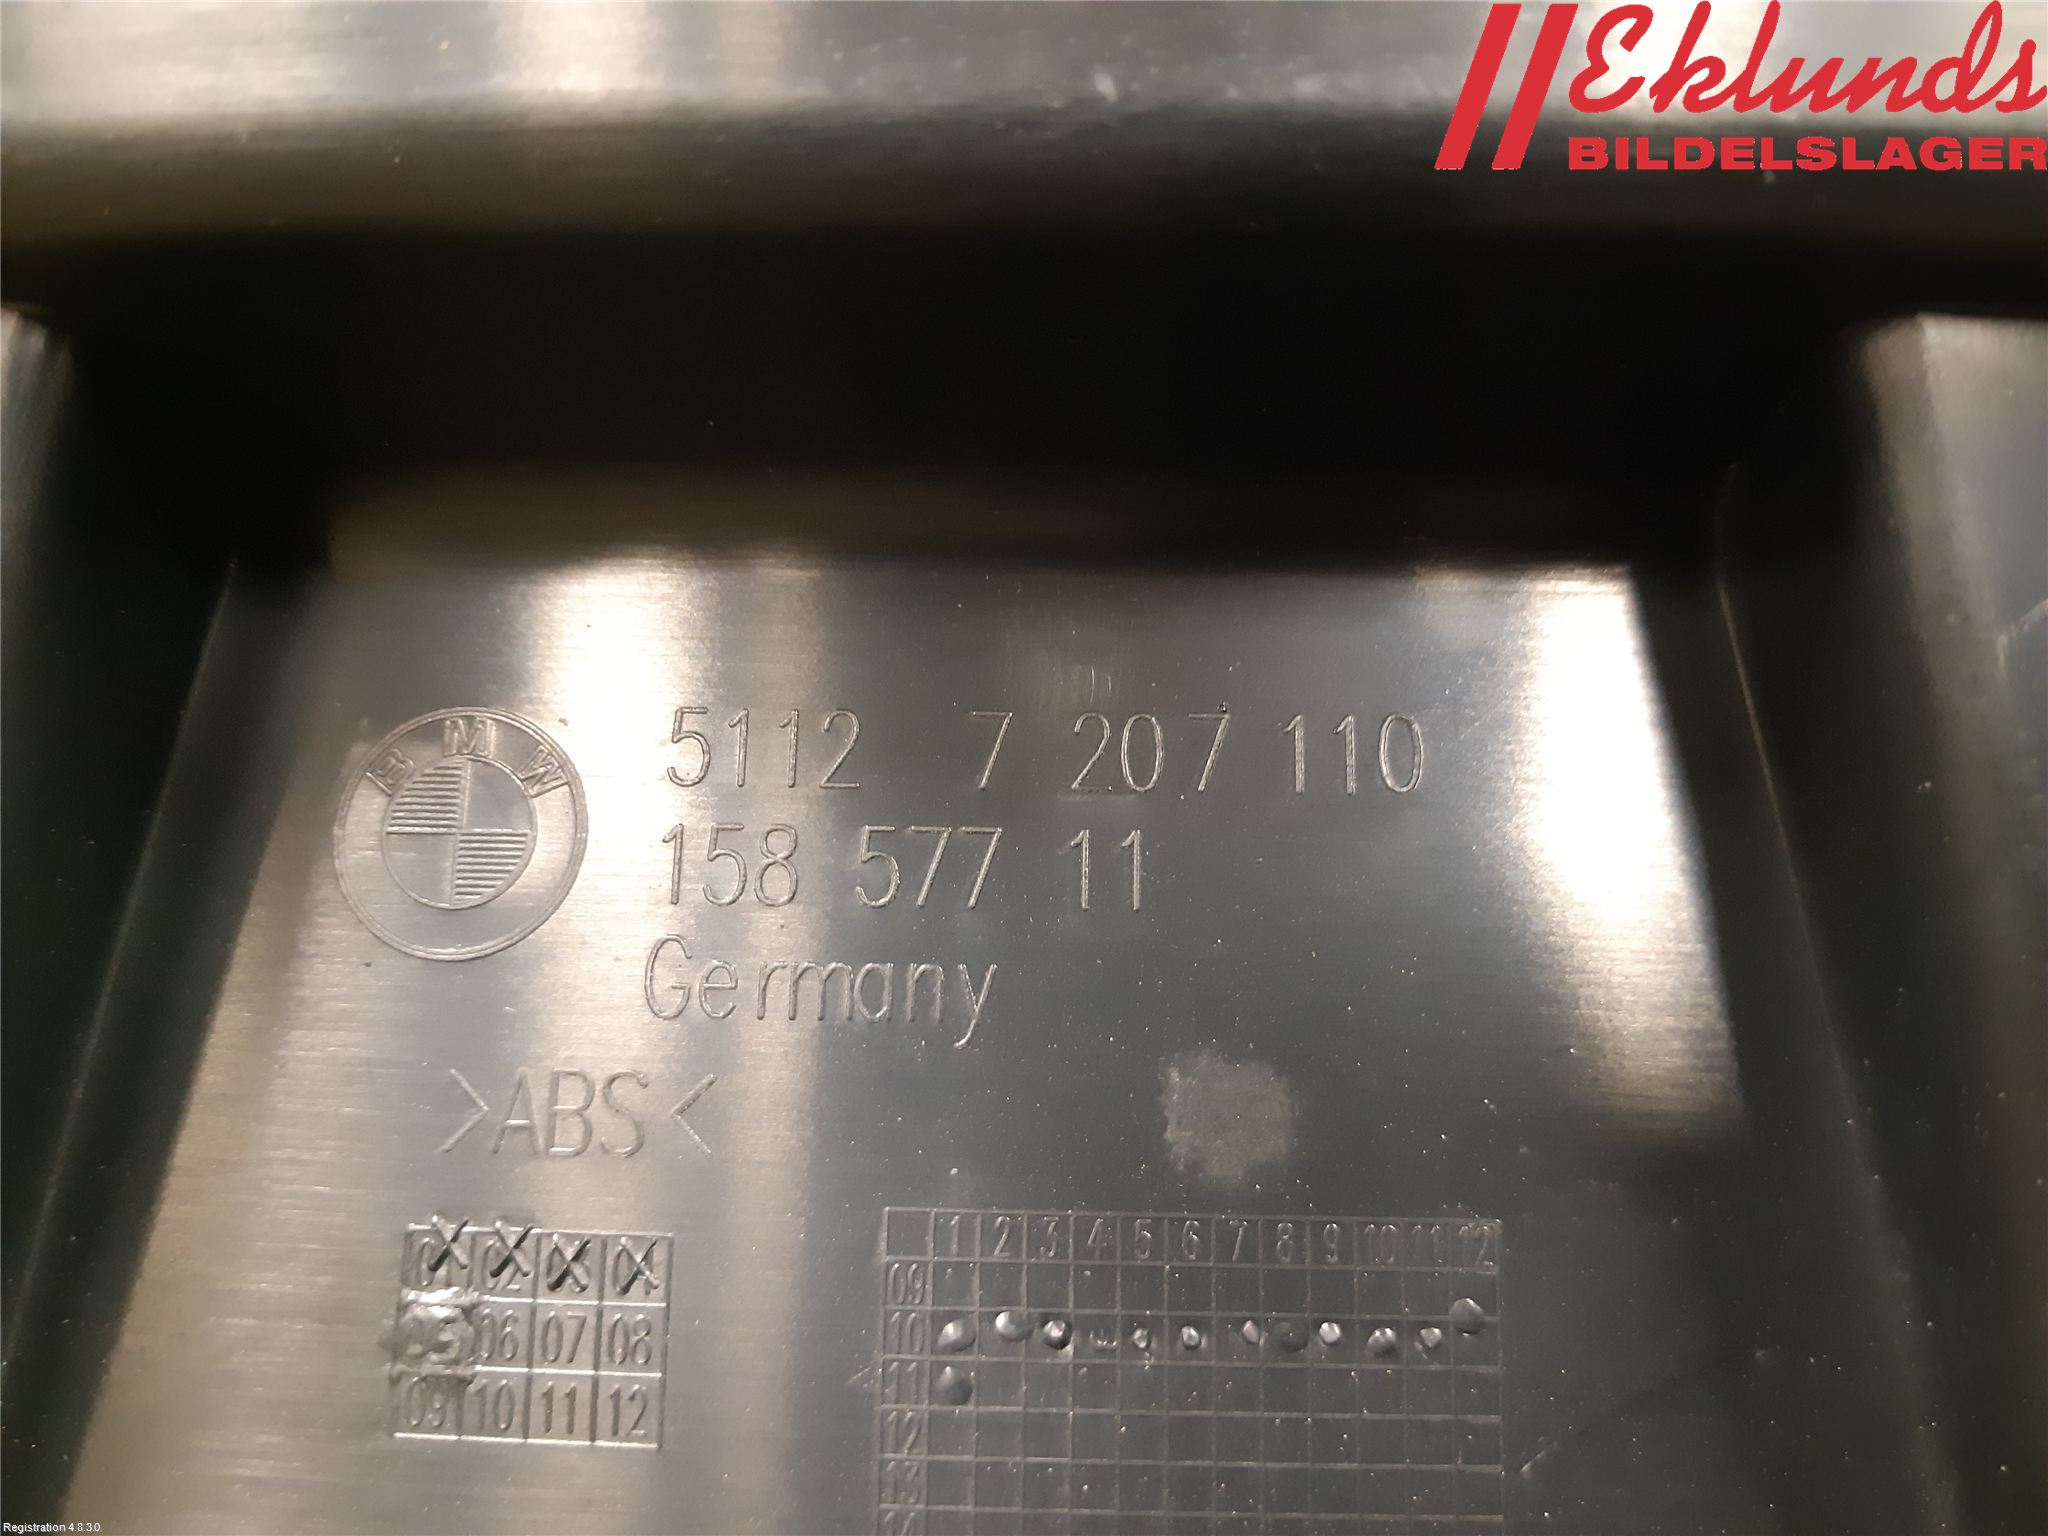 Eklunds
BILDELSLAGER
BMW
5112 7 207 110
158 577 11
Germany
>ABS<
01 02 03 04
05 06 07 08
09 10 11 12
1 2 3 4 5 6 7 8 9 10 11 12
09
10
11
12
13
14
Registration 4.8.3.0